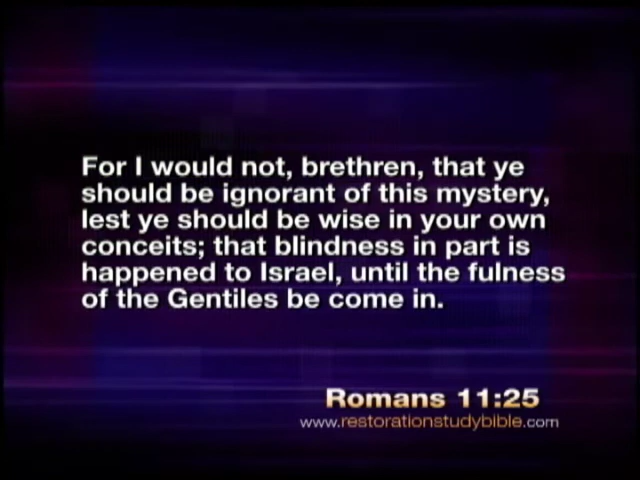 For I would not, brethren, that ye
should be ignorant of this mystery,
lest ye should be wise in your own
conceits; that blindness in part is
happened to Israel, until the fulness
of the Gentiles be come in.
Romans 11:25
www.restorationstudybible.com